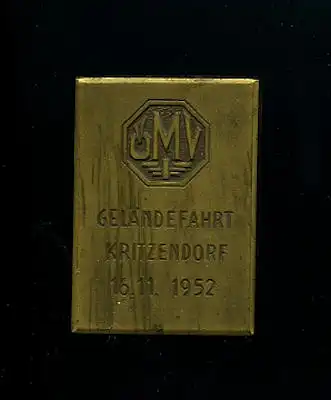 ÖMV
GELÄNDEFAHRT
KRITZENDORF
16.11. 1952